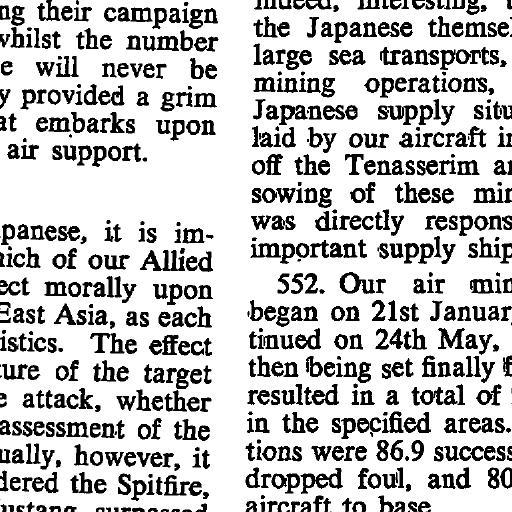 ng their campaign
whilst the number
e will never be
y provided a grim
at embarks upon
air support.
panese, it is im-
ich of our Allied
ect morally upon
East Asia, as each
istics. The effect
ure of the target
e attack, whether
assessment of the
ually, however, it
dered the Spitfire,
ustang surpassed
indeed, interesting,
the Japanese themsel
large sea transports,
mining operations,
Japanese supply situ
laid by our aircraft in
off the Tenasserim an
sowing of these min
was directly respons
important supply ship
552. Our air min
began on 21st January
tinued on 24th May,
then being set finally f
resulted in a total of
in the specified areas.
tions were 86.9 success
dropped foul, and 80
aircraft to base